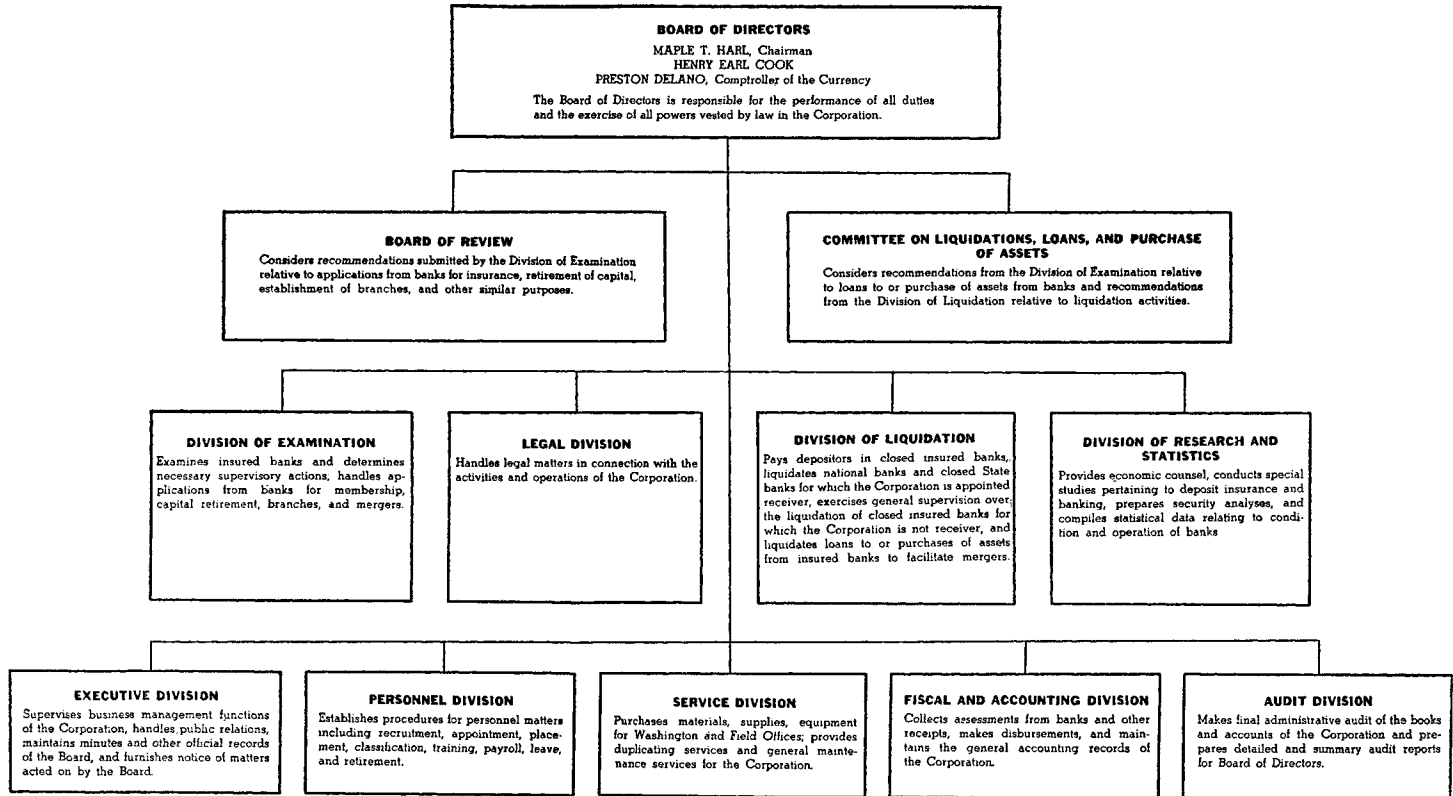 BOARD OF DIRECTORS
MAPLE T. HARL, Chairman
HENRY EARL COOK
PRESTON DELANO, Comptroller of the Currency
The Board of Directors is responsible for the performance of all duties
and the exercise of all powers vested by law in the Corporation.
BOARD OF REVIEW
Considers recommendations submitted by the Division of Examination
relative to applications from banks for insurance, retirement of capital,
establishment of branches, and other similar purposes.
COMMITTEE ON LIQUIDATIONS, LOANS, AND PURCHASE
OF ASSETS
Considers recommendations from the Division of Examination relative
to loans to or purchase of assets from banks and recommendations
from the Division of Liquidation relative to liquidation activities.
DIVISION OF EXAMINATION
Examines insured banks and determines
necessary supervisory actions, handles ap-
plications from banks for membership,
capital retirement, branches, and mergers.
LEGAL DIVISION
Handles legal matters in connection with the
activities and operations of the Corporation.
DIVISION OF LIQUIDATION
Pays depositors in closed insured banks,
liquidates national banks and closed State
banks for which the Corporation is appointed
receiver, exercises general supervision over
the liquidation of closed insured banks for
which the Corporation is not receiver, and
liquidates loans to or purchases of assets
from insured banks to facilitate mergers.
DIVISION OF RESEARCH AND
STATISTICS
Provides economic counsel, conducts special
studies pertaining to deposit insurance and
banking, prepares security analyses, and
compiles statistical data relating to condi-
tion and operation of banks
EXECUTIVE DIVISION
Supervises business management functions
of the Corporation, handles public relations,
maintains minutes and other official records
of the Board, and furnishes notice of matters
acted on by the Board.
PERSONNEL DIVISION
Establishes procedures for personnel matters
including recruitment, appointment, place-
ment, classification, training, payroll, leave,
and retirement.
SERVICE DIVISION
Purchases materials, supplies, equipment
for Washington and Field Offices; provides
duplicating services and general mainte-
nance services for the Corporation.
FISCAL AND ACCOUNTING DIVISION
Collects assessments from banks and other
receipts, makes disbursements, and main-
tains the general accounting records of
the Corporation.
AUDIT DIVISION
Makes final administrative audit of the books
and accounts of the Corporation and pre-
pares detailed and summary audit reports
for Board of Directors.